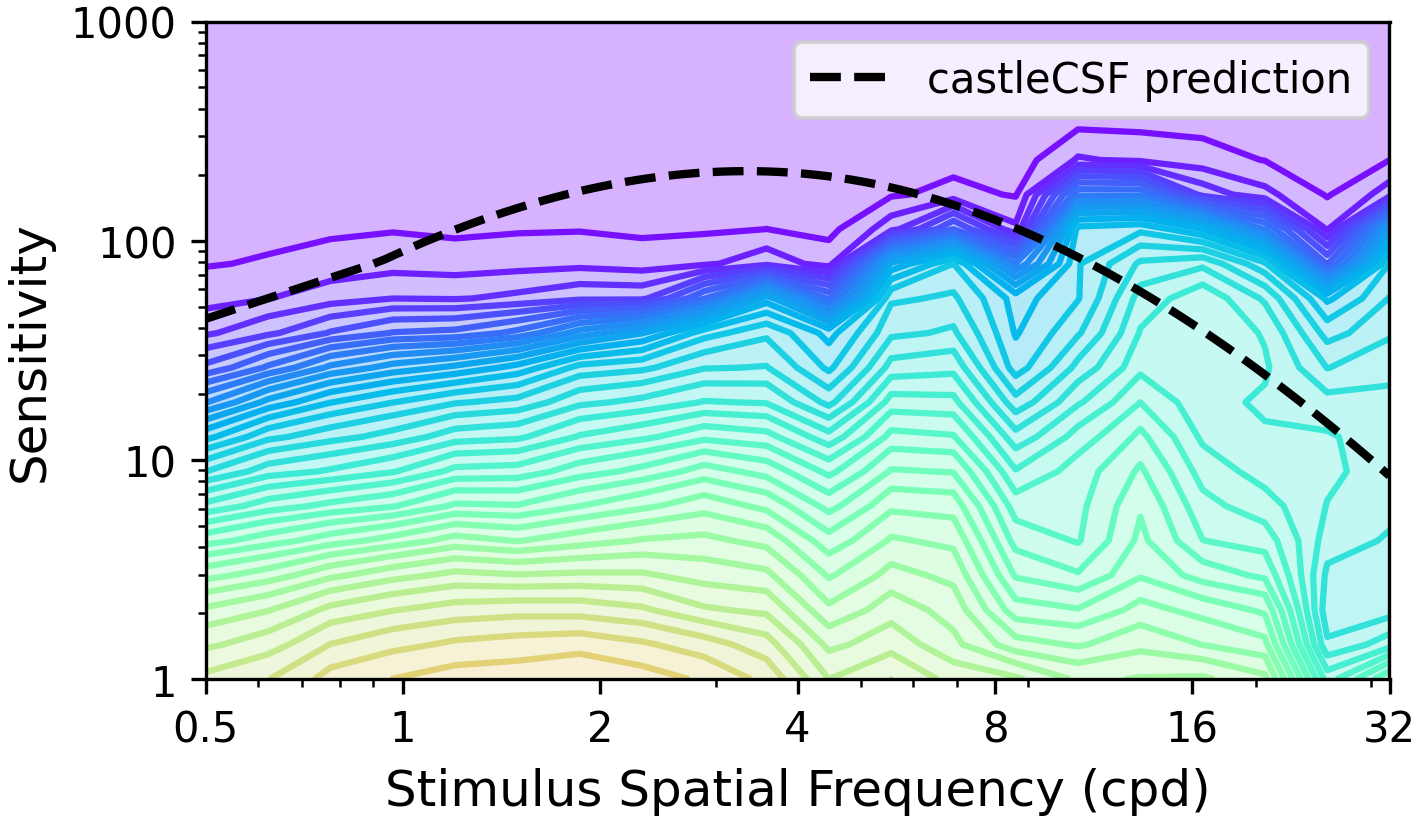 1000
100
10
1
Sensitivity
castleCSF prediction
0.5 1 2 4 8 16 32
Stimulus Spatial Frequency (cpd)